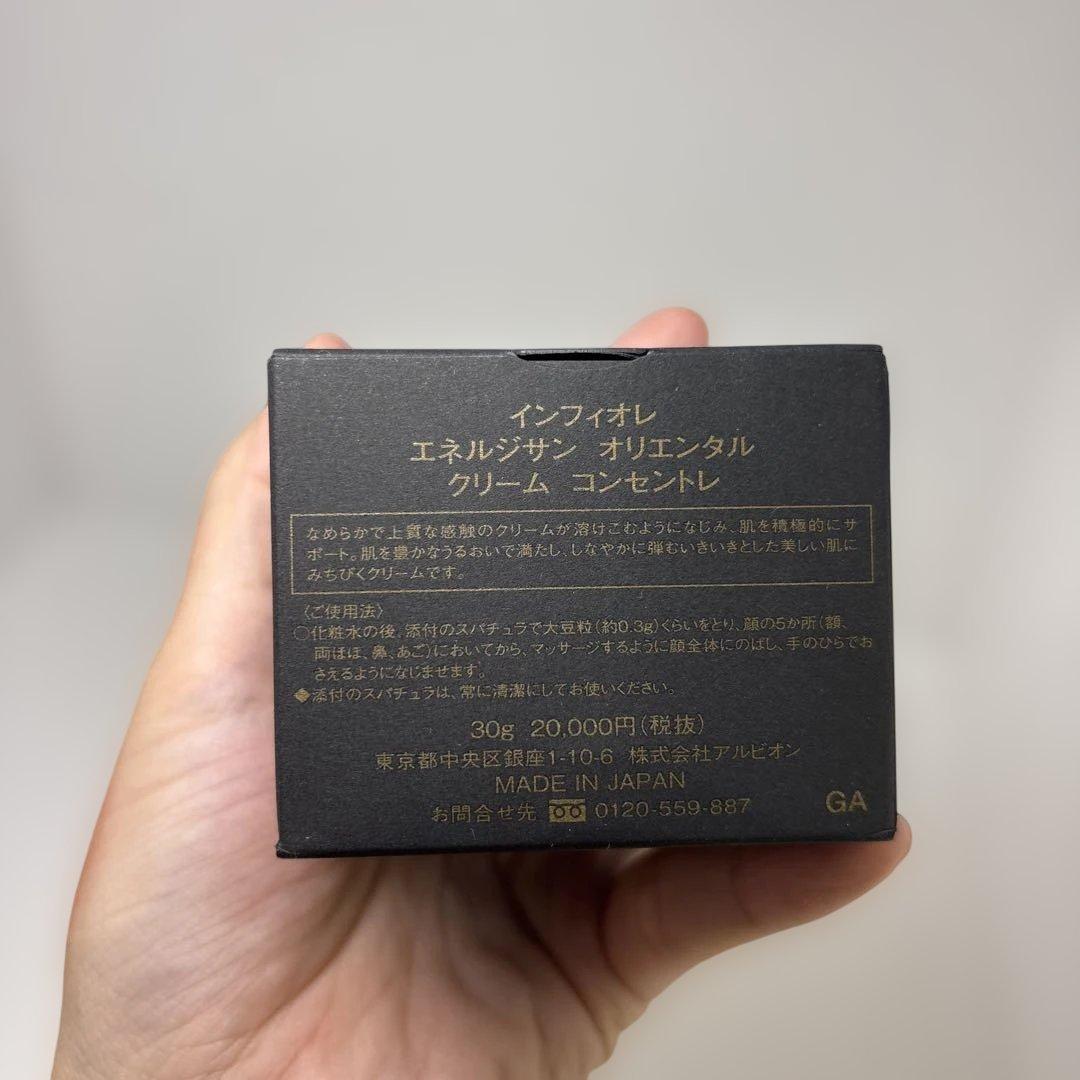 インフィオレ
エネルジサン オリエンタル
クリーム コンセントレ
なめらかで上質な感触のクリームが溶けこむようになじみ、肌を積極的にサ
ポート。肌を豊かなうるおいで満たし、しなやかに弾むいきいきとした美しい肌に
みちびくクリームです。
〈ご使用法〉
○化粧水の後、添付のスパチュラで大豆粒(約0.3g)くらいをとり、顔の5か所(額、
両ほほ、鼻、あご)においてから、マッサージするように顔全体にのばし、手のひらでお
さえるようになじませます。
◆添付のスパチュラは、常に清潔にしてお使いください。
30g 20,000円(税抜)
東京都中央区銀座1-10-6 株式会社アルビオン
MADE IN JAPAN
お問合せ先 0120-559-887
GA